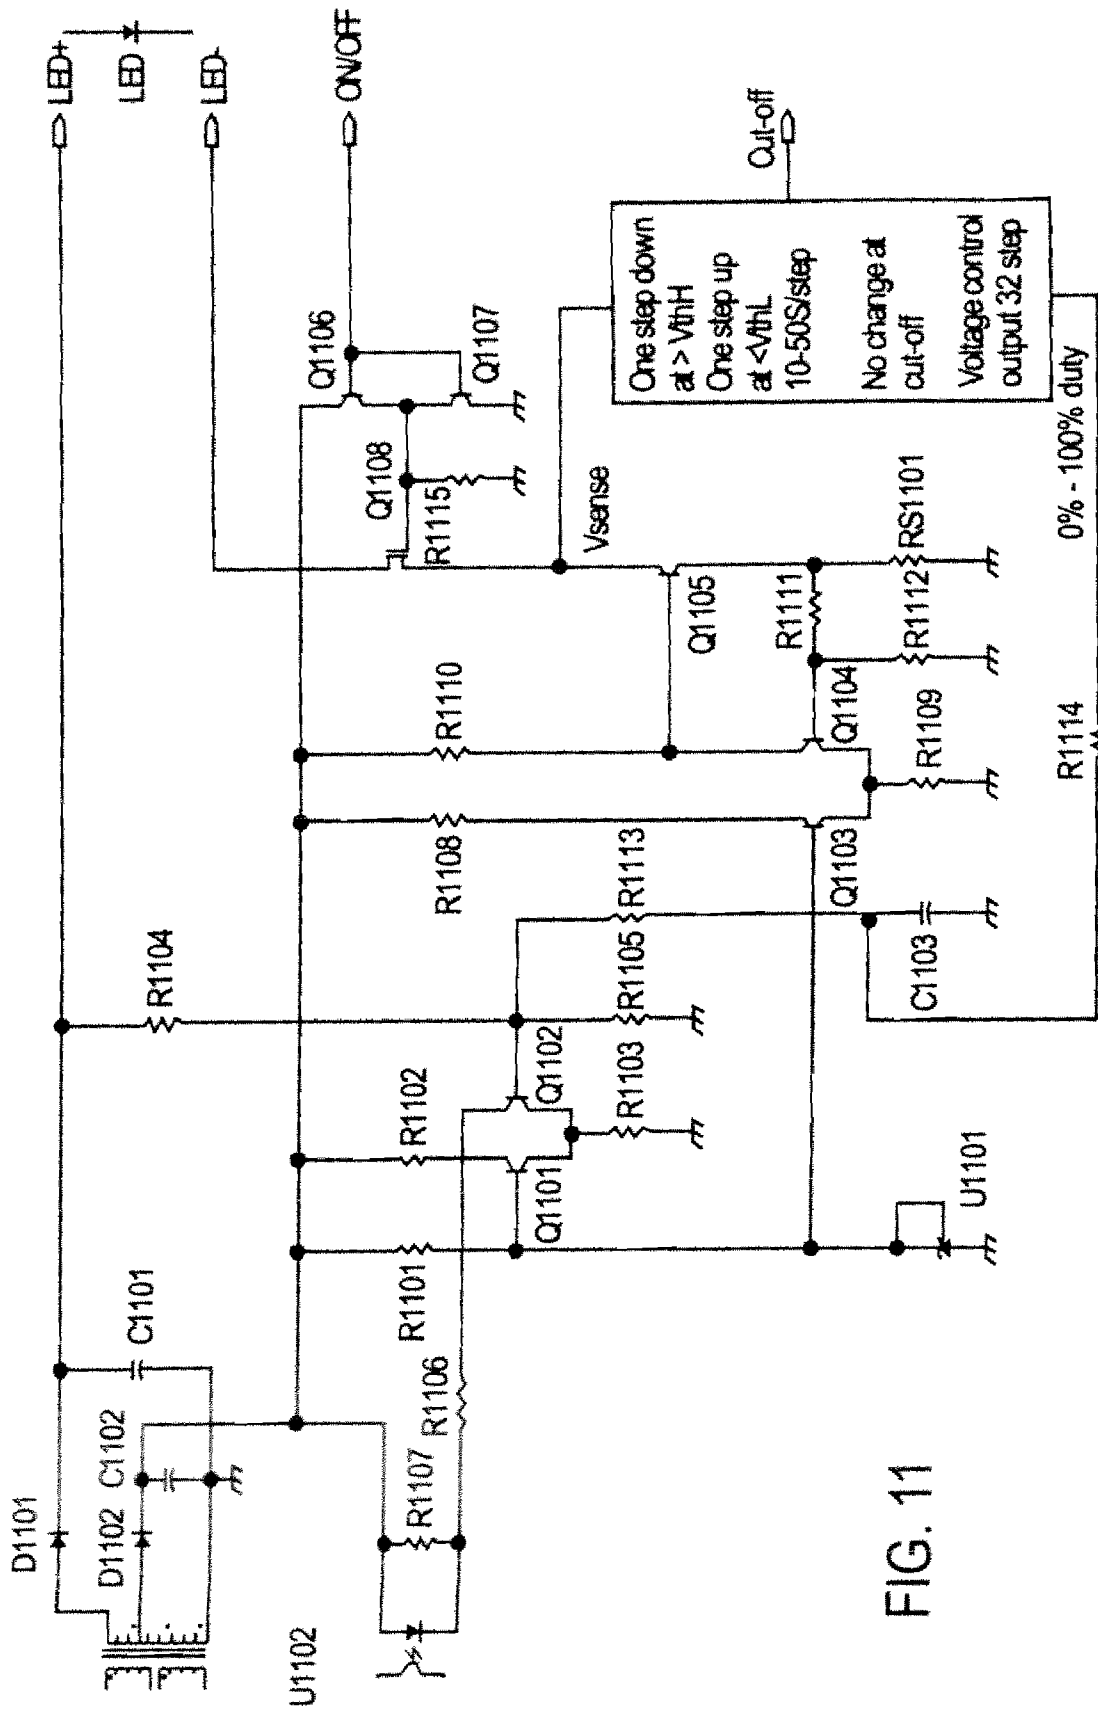 LED+
LED
LED-
ON/OFF
Cut-off
D1101
D1102
C1102
C1101
U1102
R1107
R1106
R1101
R1102
R1104
Q1101
Q1102
R1103
R1105
R1113
R1108
R1110
Q1106
Q1107
Q1108
R1115
Vsense
Q1105
Q1103
Q1104
R1111
R1109
R1112
RS1101
C1103
U1101
R1114
0% - 100% duty
One step down
at > VthH
One step up
at <VthL
10-50S/step
No change at
cut-off
Voltage control
output 32 step
FIG. 11